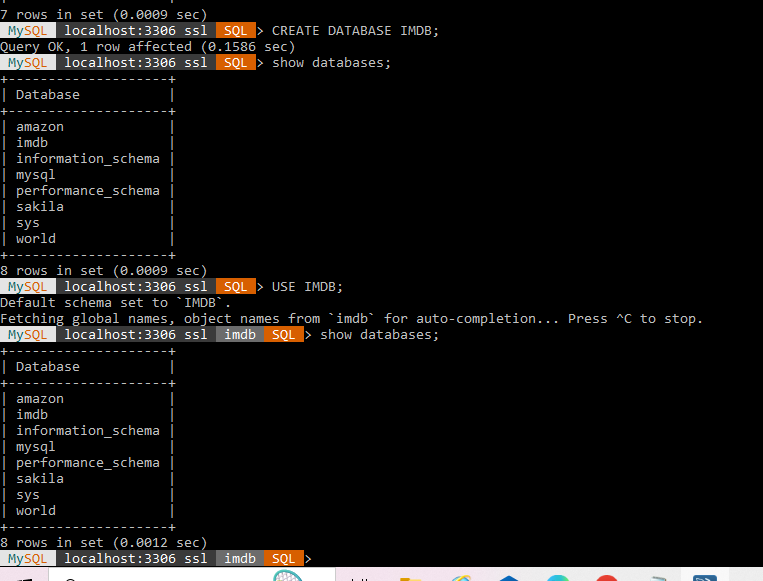 7 rows in set (0.0009 sec)
MySQL localhost:3306 ssl SQL > CREATE DATABASE IMDB;
Query OK, 1 row affected (0.1586 sec)
MySQL localhost:3306 ssl SQL > show databases;
+--------------------+
| Database           |
+--------------------+
| amazon             |
| imdb               |
| information_schema |
| mysql              |
| performance_schema |
| sakila             |
| sys                |
| world              |
+--------------------+
8 rows in set (0.0009 sec)
MySQL localhost:3306 ssl SQL > USE IMDB;
Default schema set to `IMDB`.
Fetching global names, object names from `imdb` for auto-completion... Press ^C to stop.
MySQL localhost:3306 ssl imdb SQL > show databases;
+--------------------+
| Database           |
+--------------------+
| amazon             |
| imdb               |
| information_schema |
| mysql              |
| performance_schema |
| sakila             |
| sys                |
| world              |
+--------------------+
8 rows in set (0.0012 sec)
MySQL localhost:3306 ssl imdb SQL >